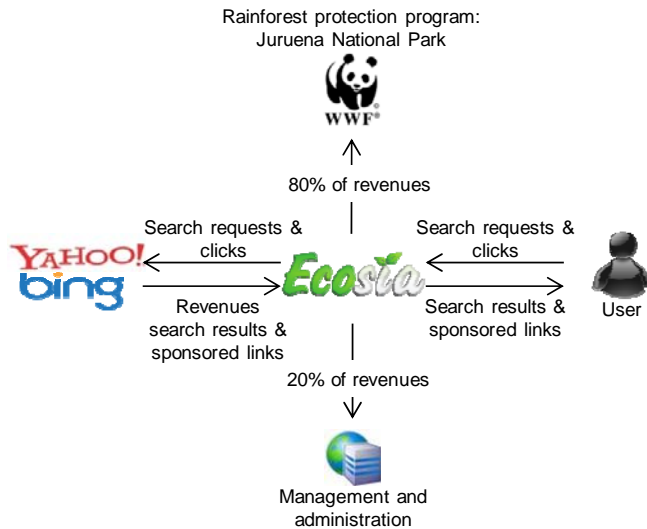 Rainforest protection program:
Juruena National Park
WWF®
80% of revenues
Search requests &
clicks
Search requests &
clicks
YAHOO!
bing
Ecosia
Revenues
search results &
sponsored links
Search results &
sponsored links
User
20% of revenues
Management and
administration